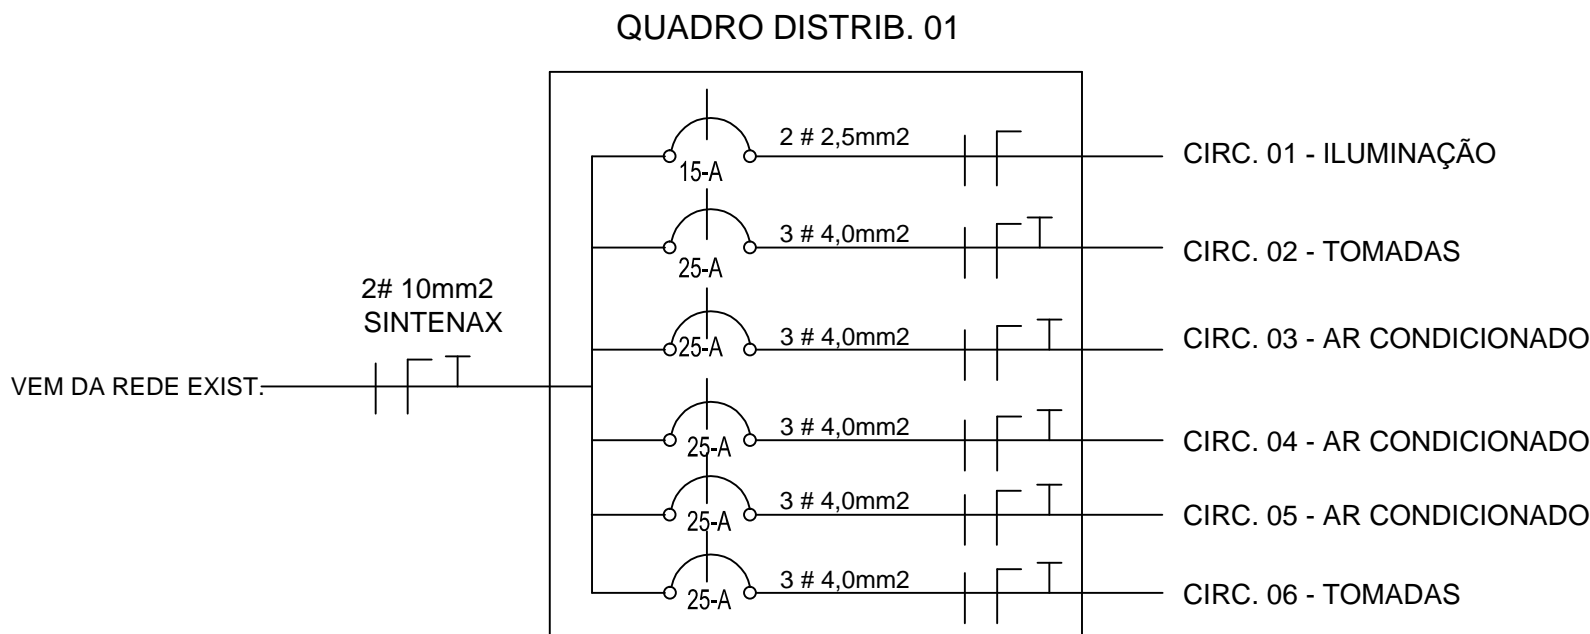 QUADRO DISTRIB. 01
2 # 2,5mm2
15-A
CIRC. 01 - ILUMINAÇÃO
3 # 4,0mm2
25-A
CIRC. 02 - TOMADAS
2# 10mm2
SINTENAX
VEM DA REDE EXIST.
3 # 4,0mm2
25-A
CIRC. 03 - AR CONDICIONADO
3 # 4,0mm2
25-A
CIRC. 04 - AR CONDICIONADO
3 # 4,0mm2
25-A
CIRC. 05 - AR CONDICIONADO
3 # 4,0mm2
25-A
CIRC. 06 - TOMADAS